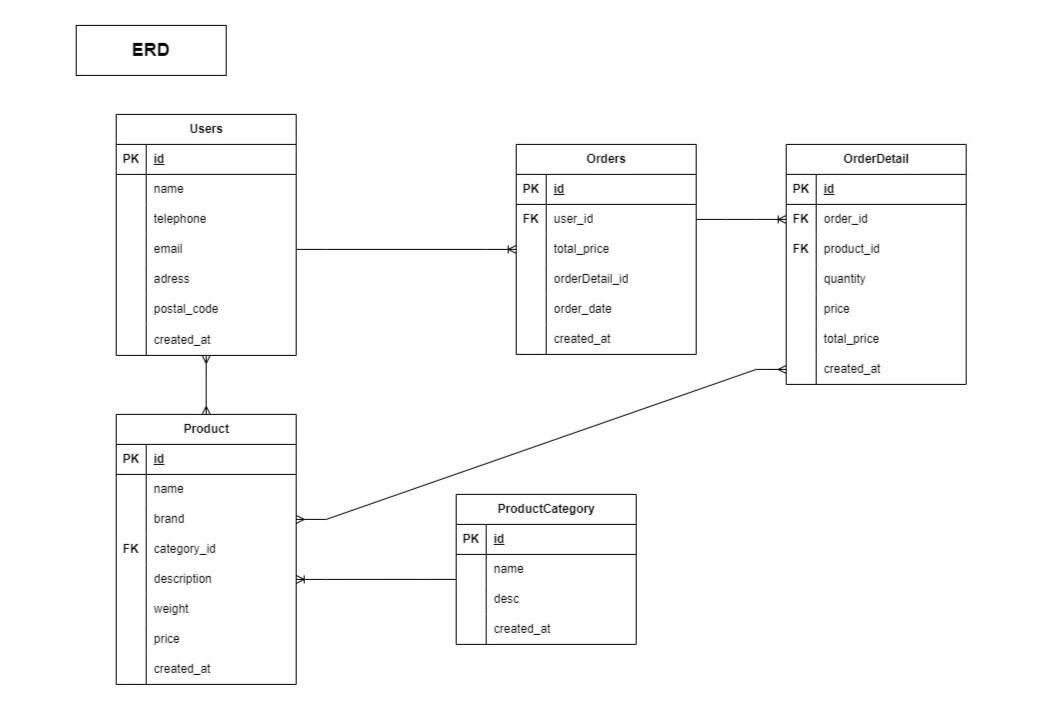 ERD
Users
PK id
name
telephone
email
adress
postal_code
created_at
Orders
PK id
FK user_id
total_price
orderDetail_id
order_date
created_at
OrderDetail
PK id
FK order_id
FK product_id
quantity
price
total_price
created_at
Product
PK id
name
brand
FK category_id
description
weight
price
created_at
ProductCategory
PK id
name
desc
created_at